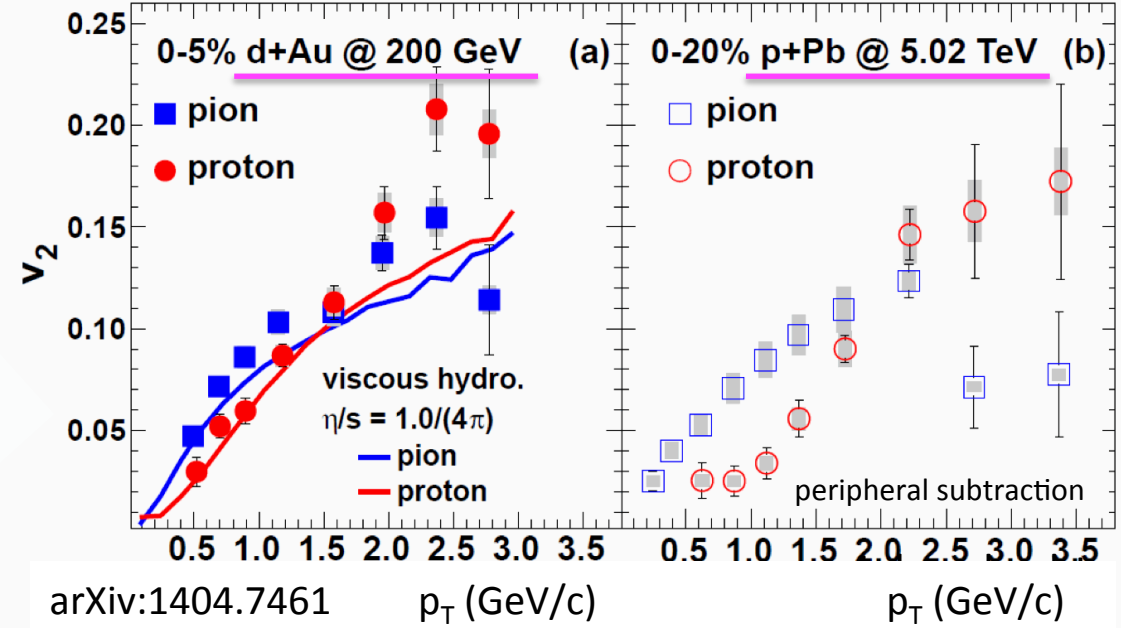 0-5% d+Au @ 200 GeV (a)
pion
proton
viscous hydro.
η/s = 1.0/(4π)
pion
proton
0-20% p+Pb @ 5.02 TeV (b)
pion
proton
peripheral subtraction
v₂
0.25
0.20
0.15
0.10
0.05
0.5 1.0 1.5 2.0 2.5 3.0 3.5
0.5 1.0 1.5 2.0 2.5 3.0 3.5
arXiv:1404.7461 p_T (GeV/c) p_T (GeV/c)